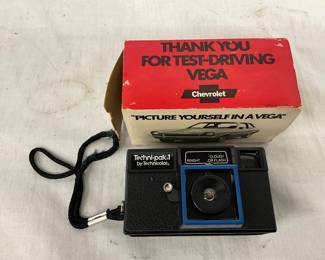 THANK YOU
FOR TEST-DRIVING
VEGA
Chevrolet
"PICTURE YOURSELF IN A VEGA"
Techni-pak.1
by Technicolor
BRIGHT
CLOUDY
OR FLASH